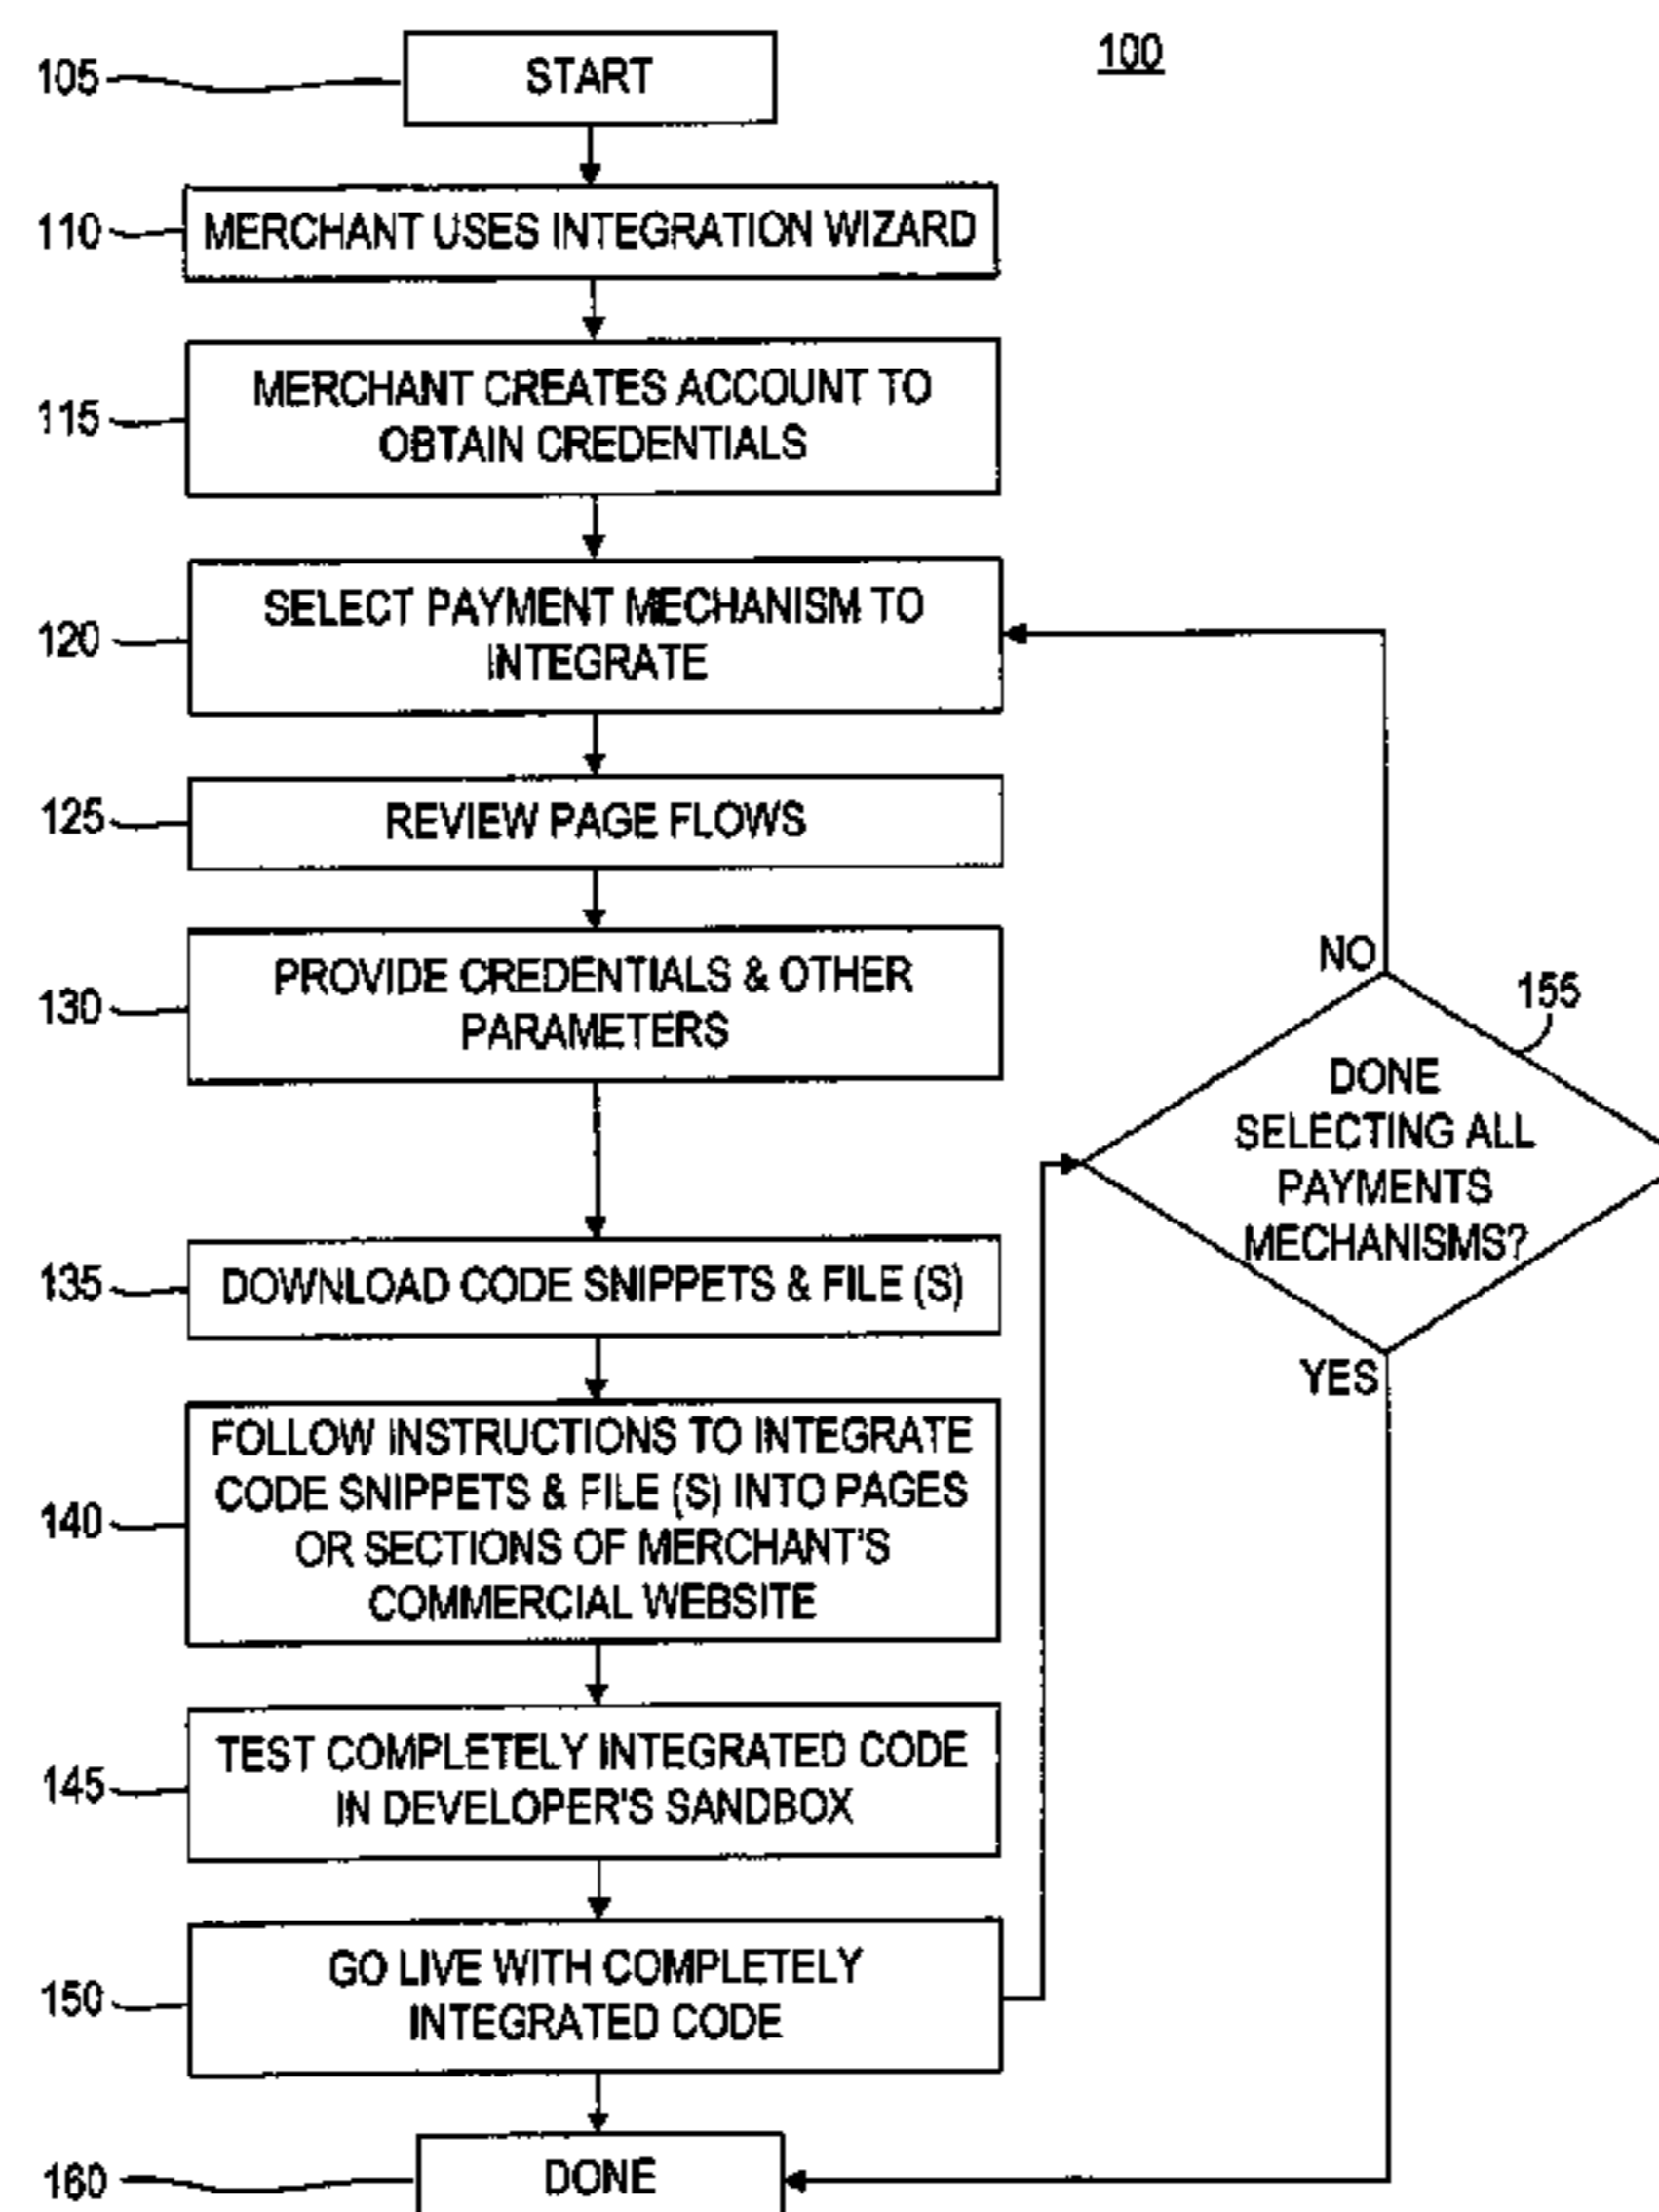 100
105
START
110
MERCHANT USES INTEGRATION WIZARD
115
MERCHANT CREATES ACCOUNT TO
OBTAIN CREDENTIALS
120
SELECT PAYMENT MECHANISM TO
INTEGRATE
125
REVIEW PAGE FLOWS
130
PROVIDE CREDENTIALS & OTHER
PARAMETERS
135
DOWNLOAD CODE SNIPPETS & FILE (S)
140
FOLLOW INSTRUCTIONS TO INTEGRATE
CODE SNIPPETS & FILE (S) INTO PAGES
OR SECTIONS OF MERCHANT'S
COMMERCIAL WEBSITE
145
TEST COMPLETELY INTEGRATED CODE
IN DEVELOPER'S SANDBOX
150
GO LIVE WITH COMPLETELY
INTEGRATED CODE
NO
155
DONE
SELECTING ALL
PAYMENTS
MECHANISMS?
YES
160
DONE